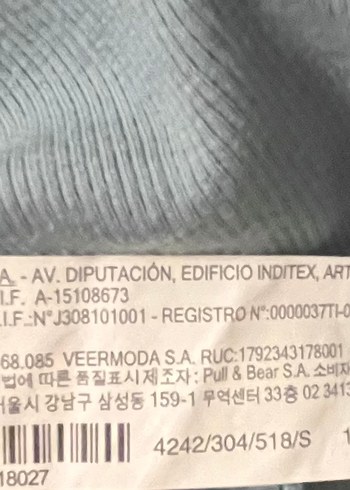 A. - AV. DIPUTACIÓN, EDIFICIO INDITEX, ART
I.F. A-15108673
.I.F.:N°J308101001 - REGISTRO N°:0000037TI-0
68.085 VEERMODA S.A. RUC:1792343178001 -
법에 따른 품질표시제조자: Pull & Bear S.A. 소비자
서울시 강남구 삼성동 159-1 무역센터 33층 02 3413
4242/304/518/S 1
18027